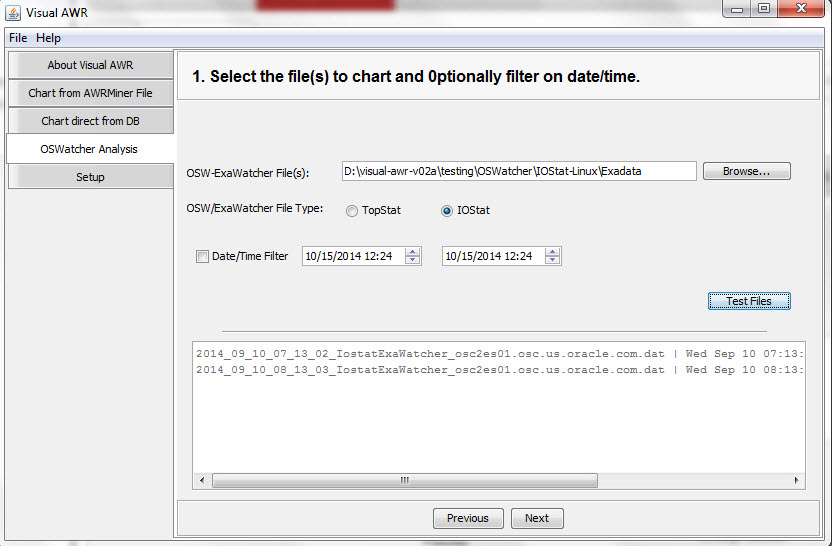 Visual AWR
File Help
About Visual AWR
Chart from AWRMiner File
Chart direct from DB
OSWatcher Analysis
Setup
1. Select the file(s) to chart and 0ptionally filter on date/time.
OSW-ExaWatcher File(s):
D:\visual-awr-v02a\testing\OSWatcher\IOStat-Linux\Exadata
Browse...
OSW/ExaWatcher File Type:
TopStat
IOStat
Date/Time Filter
10/15/2014 12:24
10/15/2014 12:24
Test Files
2014_09_10_07_13_02_IostatExaWatcher_osc2es01.osc.us.oracle.com.dat | Wed Sep 10 07:13:
2014_09_10_08_13_03_IostatExaWatcher_osc2es01.osc.us.oracle.com.dat | Wed Sep 10 08:13:
Previous
Next